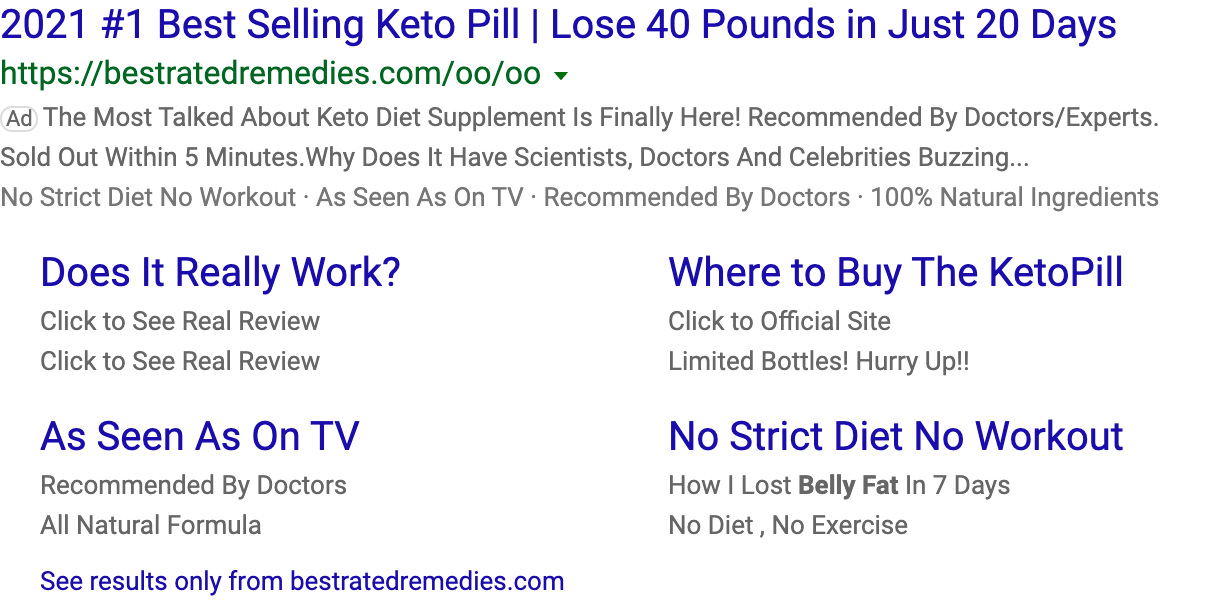 2021 #1 Best Selling Keto Pill | Lose 40 Pounds in Just 20 Days
https://bestratedremedies.com/oo/oo
Ad The Most Talked About Keto Diet Supplement Is Finally Here! Recommended By Doctors/Experts.
Sold Out Within 5 Minutes.Why Does It Have Scientists, Doctors And Celebrities Buzzing...
No Strict Diet No Workout · As Seen As On TV · Recommended By Doctors · 100% Natural Ingredients
Does It Really Work?
Click to See Real Review
Click to See Real Review
Where to Buy The KetoPill
Click to Official Site
Limited Bottles! Hurry Up!!
As Seen As On TV
Recommended By Doctors
All Natural Formula
No Strict Diet No Workout
How I Lost Belly Fat In 7 Days
No Diet , No Exercise
See results only from bestratedremedies.com